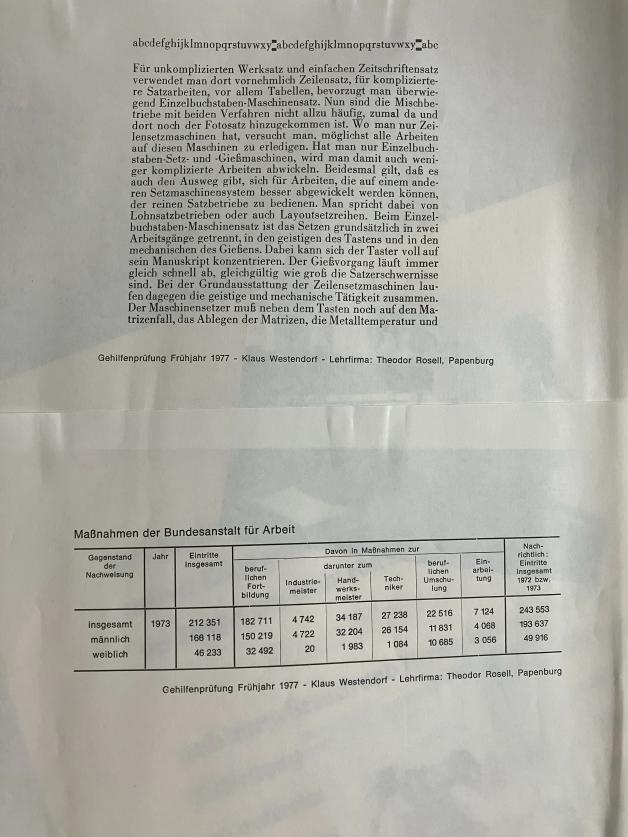 abcdefghijklmnopqrstuvwxy abcdefghijklmnopqrstuvwxy abc
Für unkomplizierten Werksatz und einfachen Zeitschriftensatz
verwendet man dort vornehmlich Zeilensatz, für komplizierte-
re Satzarbeiten, vor allem Tabellen, bevorzugt man überwie-
gend Einzelbuchstaben-Maschinensatz. Nun sind die Mischbe-
triebe mit beiden Verfahren nicht allzu häufig, zumal da und
dort noch der Fotosatz hinzugekommen ist. Wo man nur Zei-
lensetzmaschinen hat, versucht man, möglichst alle Arbeiten
auf diesen Maschinen zu erledigen. Hat man nur Einzelbuch-
staben-Setz- und -Gießmaschinen, wird man damit auch weni-
ger komplizierte Arbeiten abwickeln. Beidesmal gilt, daß es
auch den Ausweg gibt, sich für Arbeiten, die auf einem ande-
ren Setzmaschinensystem besser abgewickelt werden können,
der reinen Satzbetriebe zu bedienen. Man spricht dabei von
Lohnsatzbetrieben oder auch Layoutsetzreihen. Beim Einzel-
buchstaben-Maschinensatz ist das Setzen grundsätzlich in zwei
Arbeitsgänge getrennt, in den geistigen des Tastens und in den
mechanischen des Gießens. Dabei kann sich der Taster voll auf
sein Manuskript konzentrieren. Der Gießvorgang läuft immer
gleich schnell ab, gleichgültig wie groß die Satzerschwernisse
sind. Bei der Grundausstattung der Zeilensetzmaschinen lau-
fen dagegen die geistige und mechanische Tätigkeit zusammen.
Der Maschinensetzer muß neben dem Tasten noch auf den Ma-
trizenfall, das Ablegen der Matrizen, die Metalltemperatur und
Gehilfenprüfung Frühjahr 1977 - Klaus Westendorf - Lehrfirma: Theodor Rosell, Papenburg
Maßnahmen der Bundesanstalt für Arbeit
Gegenstand
der
Nachweisung
Jahr
Eintritte
insgesamt
Davon in Maßnahmen zur
beruf-
lichen
Fort-
bildung
darunter zum
Industrie-
meister
Hand-
werks-
meister
Tech-
niker
beruf-
lichen
Umschu-
lung
Ein-
arbei-
tung
Nach-
richtlich:
Eintritte
insgesamt
1972 bzw.
1973
insgesamt 1973 212 351 182 711 4 742 34 187 27 238 22 516 7 124 243 553
männlich 166 118 150 219 4 722 32 204 26 154 11 831 4 068 193 637
weiblich 46 233 32 492 20 1 983 1 084 10 685 3 056 49 916
Gehilfenprüfung Frühjahr 1977 - Klaus Westendorf - Lehrfirma: Theodor Rosell, Papenburg